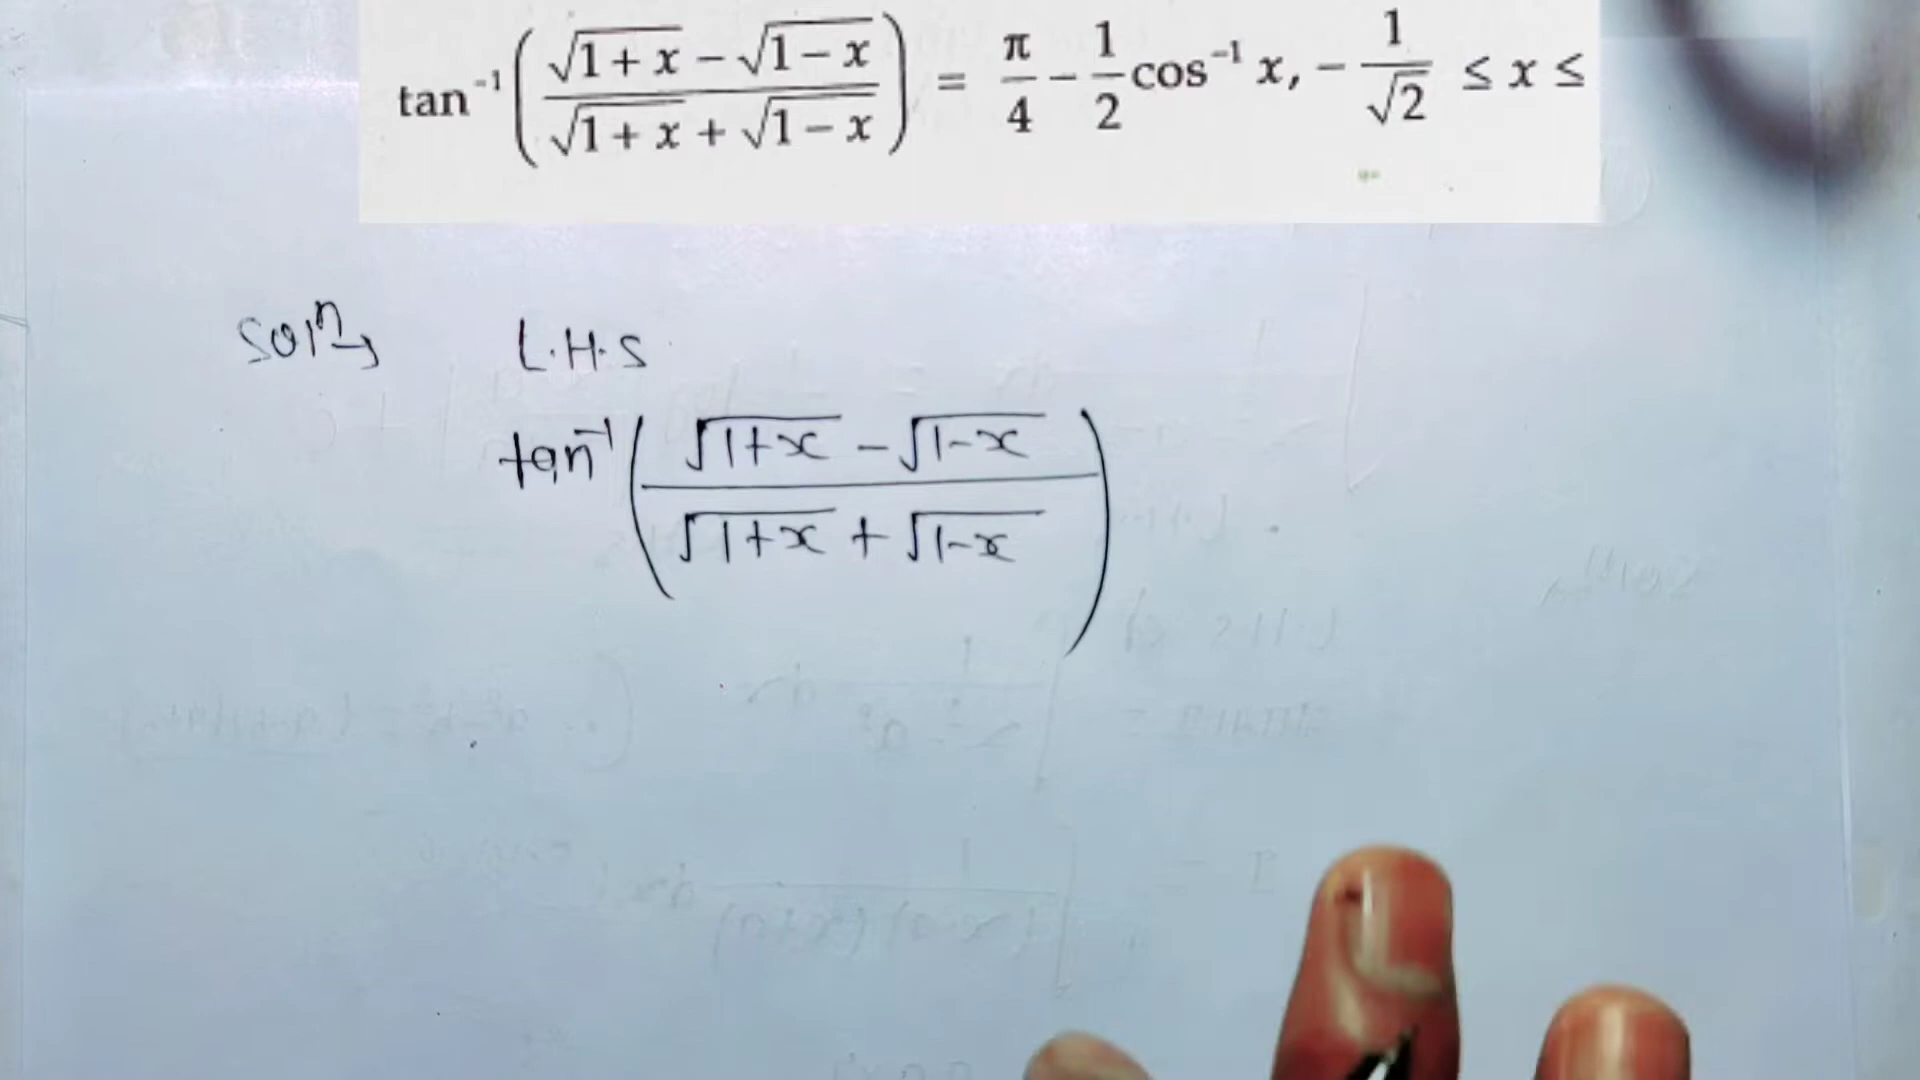 tan⁻¹((√(1+x) − √(1−x))/(√(1+x) + √(1−x))) = π/4 − 1/2 cos⁻¹ x, −1/√2 ≤ x ≤
Solⁿ→ L.H.S
tan⁻¹((√(1+x) − √(1−x))/(√(1+x) + √(1−x)))